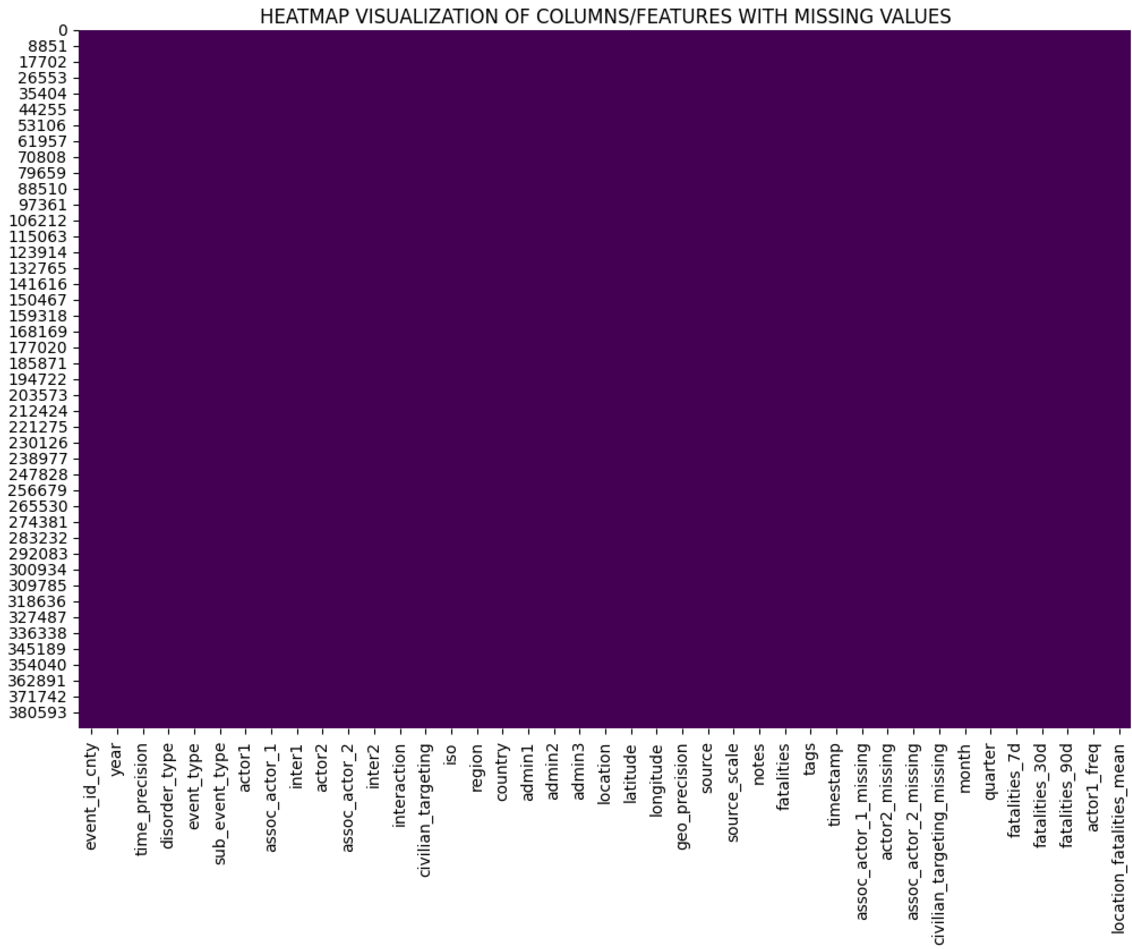 HEATMAP VISUALIZATION OF COLUMNS/FEATURES WITH MISSING VALUES
0
8851
17702
26553
35404
44255
53106
61957
70808
79659
88510
97361
106212
115063
123914
132765
141616
150467
159318
168169
177020
185871
194722
203573
212424
221275
230126
238977
247828
256679
265530
274381
283232
292083
300934
309785
318636
327487
336338
345189
354040
362891
371742
380593
event_id_cnty
year
time_precision
disorder_type
event_type
sub_event_type
actor1
assoc_actor_1
inter1
actor2
assoc_actor_2
inter2
interaction
civilian_targeting
iso
region
country
admin1
admin2
admin3
location
latitude
longitude
geo_precision
source
source_scale
notes
fatalities
tags
timestamp
assoc_actor_1_missing
actor2_missing
assoc_actor_2_missing
civilian_targeting_missing
month
quarter
fatalities_7d
fatalities_30d
fatalities_90d
actor1_freq
location_fatalities_mean